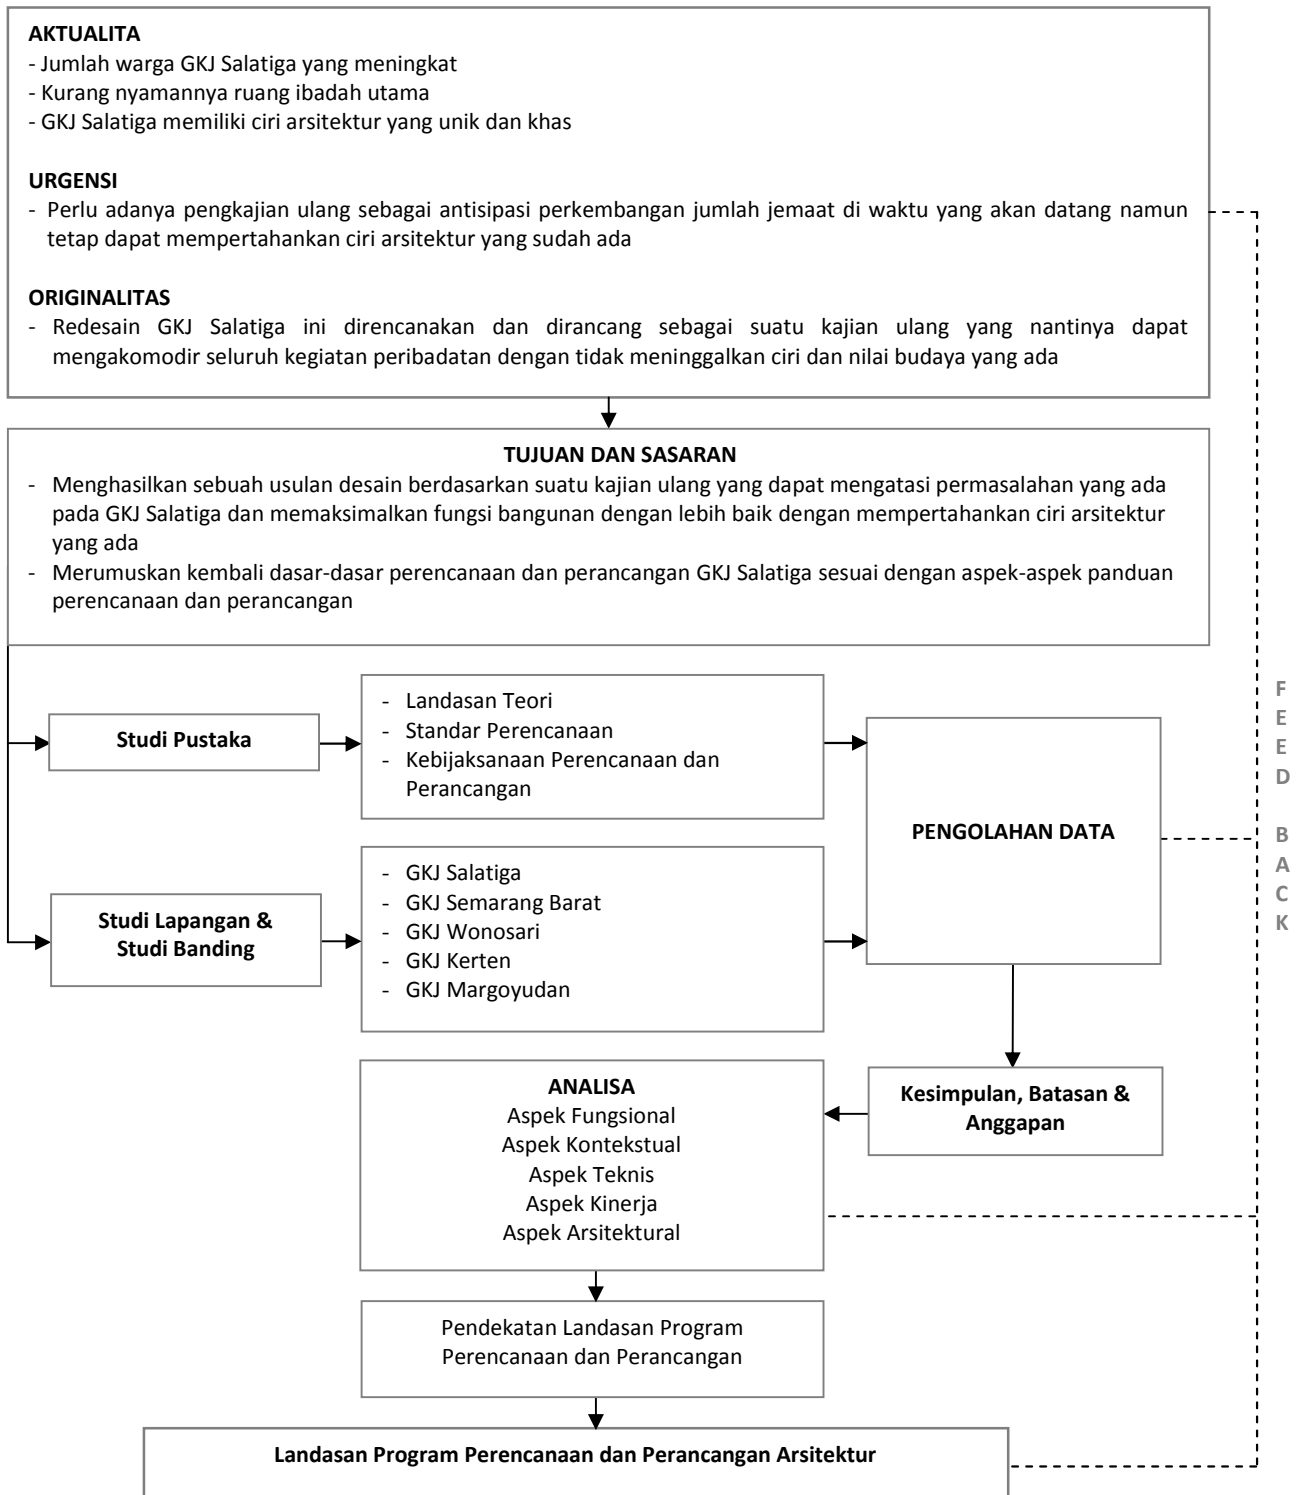 AKTUALITA
- Jumlah warga GKJ Salatiga yang meningkat
- Kurang nyamannya ruang ibadah utama
- GKJ Salatiga memiliki ciri arsitektur yang unik dan khas
URGENSI
- Perlu adanya pengkajian ulang sebagai antisipasi perkembangan jumlah jemaat di waktu yang akan datang namun
tetap dapat mempertahankan ciri arsitektur yang sudah ada
ORIGINALITAS
- Redesain GKJ Salatiga ini direncanakan dan dirancang sebagai suatu kajian ulang yang nantinya dapat
mengakomodir seluruh kegiatan peribadatan dengan tidak meninggalkan ciri dan nilai budaya yang ada
TUJUAN DAN SASARAN
- Menghasilkan sebuah usulan desain berdasarkan suatu kajian ulang yang dapat mengatasi permasalahan yang ada
pada GKJ Salatiga dan memaksimalkan fungsi bangunan dengan lebih baik dengan mempertahankan ciri arsitektur
yang ada
- Merumuskan kembali dasar-dasar perencanaan dan perancangan GKJ Salatiga sesuai dengan aspek-aspek panduan
perencanaan dan perancangan
Studi Pustaka
- Landasan Teori
- Standar Perencanaan
- Kebijaksanaan Perencanaan dan
Perancangan
Studi Lapangan &
Studi Banding
- GKJ Salatiga
- GKJ Semarang Barat
- GKJ Wonosari
- GKJ Kerten
- GKJ Margoyudan
PENGOLAHAN DATA
F
E
E
D
B
A
C
K
Kesimpulan, Batasan &
Anggapan
ANALISA
Aspek Fungsional
Aspek Kontekstual
Aspek Teknis
Aspek Kinerja
Aspek Arsitektural
Pendekatan Landasan Program
Perencanaan dan Perancangan
Landasan Program Perencanaan dan Perancangan Arsitektur